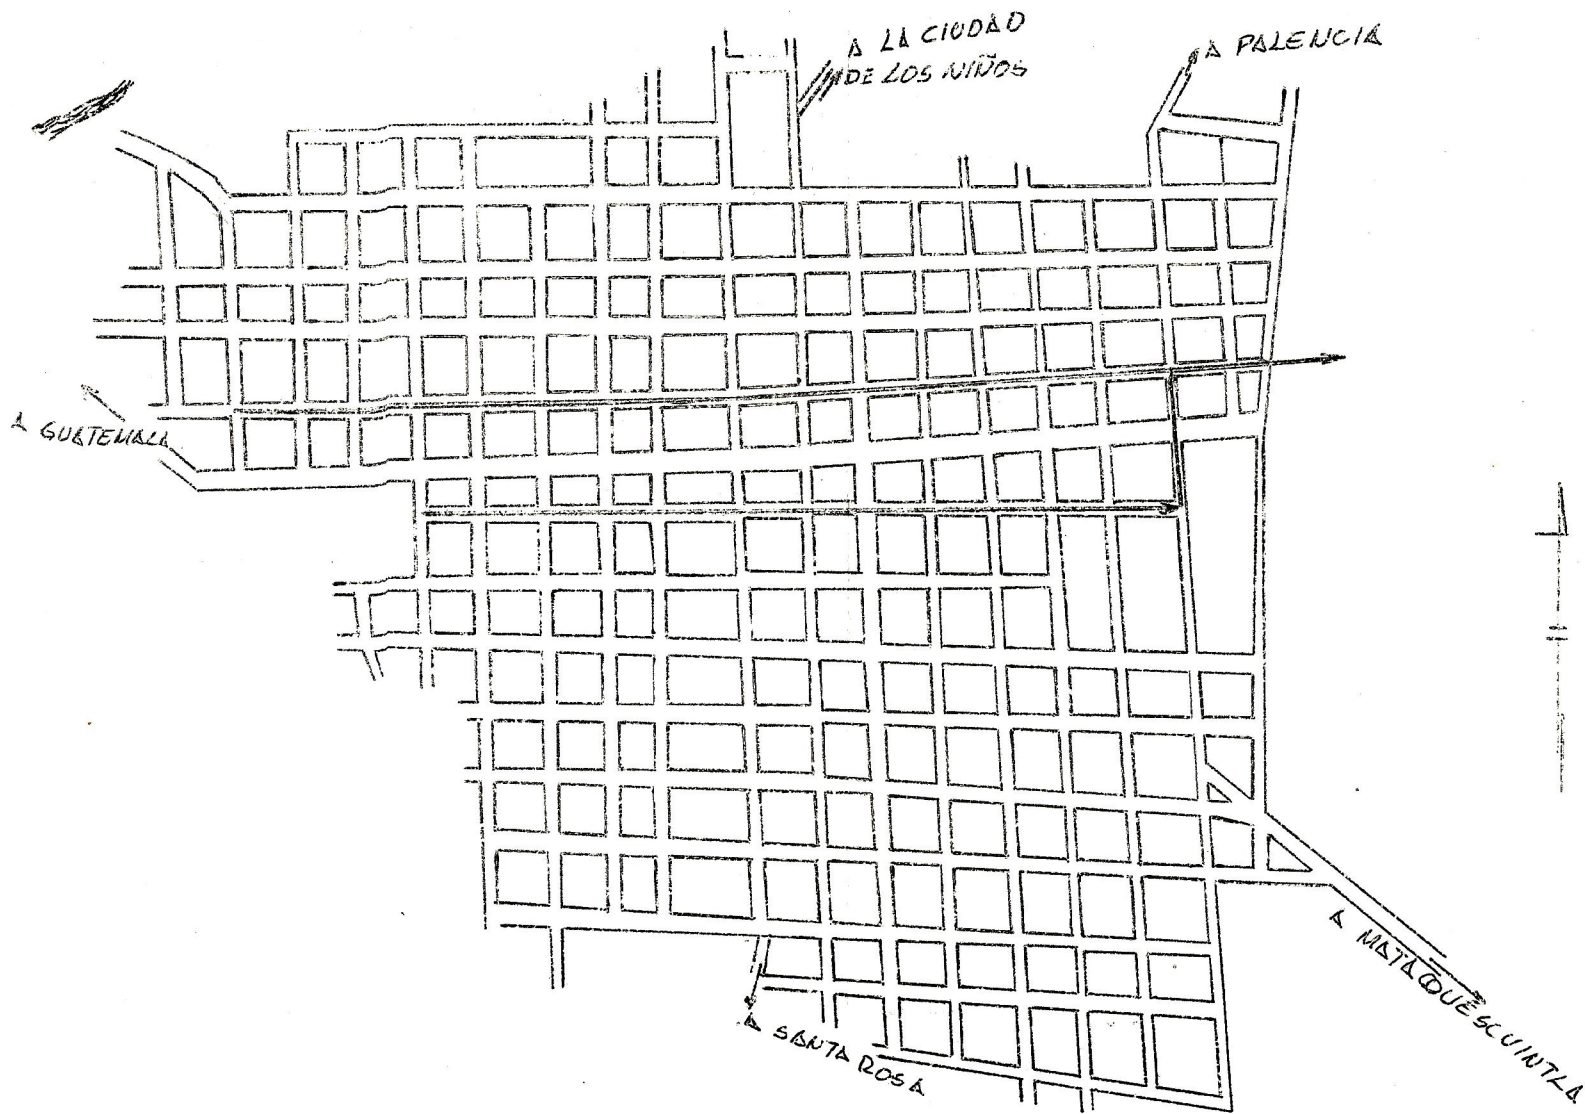 A LA CIUDAD
DE LOS NIÑOS
A PALENCIA
A GUATEMALA
A MATAQUESCUINTLA
A SANTA ROSA